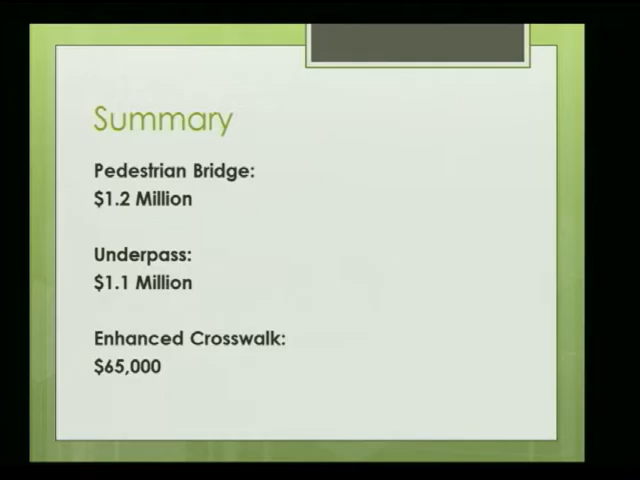 Summary
Pedestrian Bridge:
$1.2 Million
Underpass:
$1.1 Million
Enhanced Crosswalk:
$65,000